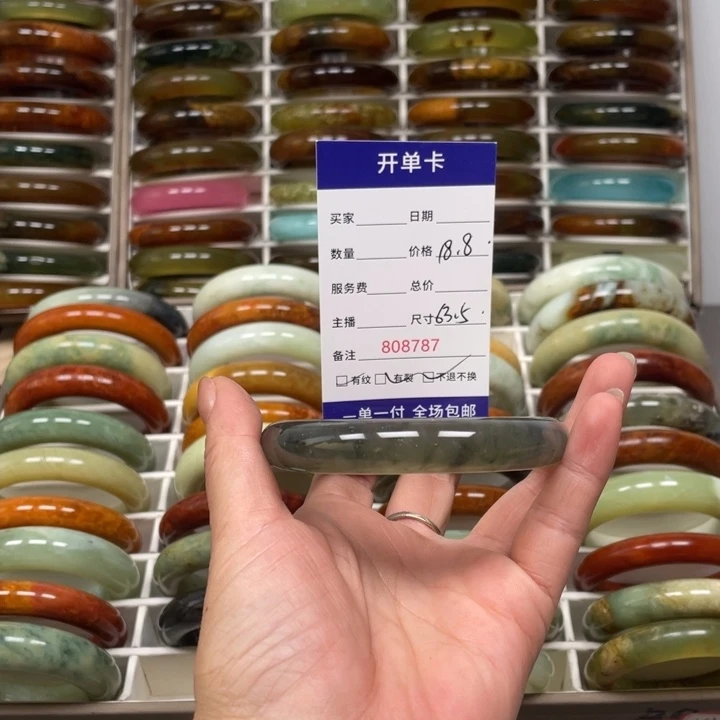 开单卡
买家 日期
数量 价格 18.8
服务费 总价
主播 尺寸 63.5
备注 808787
有纹 有裂 不退不换
一单一付 全场包邮